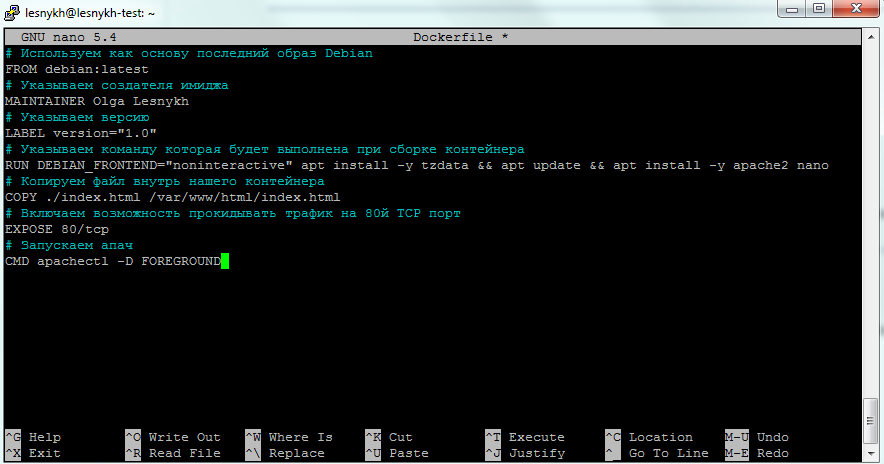 lesnykh@lesnykh-test: ~
GNU nano 5.4 Dockerfile *
# Используем как основу последний образ Debian
FROM debian:latest
# Указываем создателя имиджа
MAINTAINER Olga Lesnykh
# Указываем версию
LABEL version="1.0"
# Указываем команду которая будет выполнена при сборке контейнера
RUN DEBIAN_FRONTEND="noninteractive" apt install -y tzdata && apt update && apt install -y apache2 nano
# Копируем файл внутрь нашего контейнера
COPY ./index.html /var/www/html/index.html
# Включаем возможность прокидывать трафик на 80й TCP порт
EXPOSE 80/tcp
# Запускаем апач
CMD apachectl -D FOREGROUND
^G Help ^O Write Out ^W Where Is ^K Cut ^T Execute ^C Location M-U Undo
^X Exit ^R Read File ^\ Replace ^U Paste ^J Justify ^_ Go To Line M-E Redo